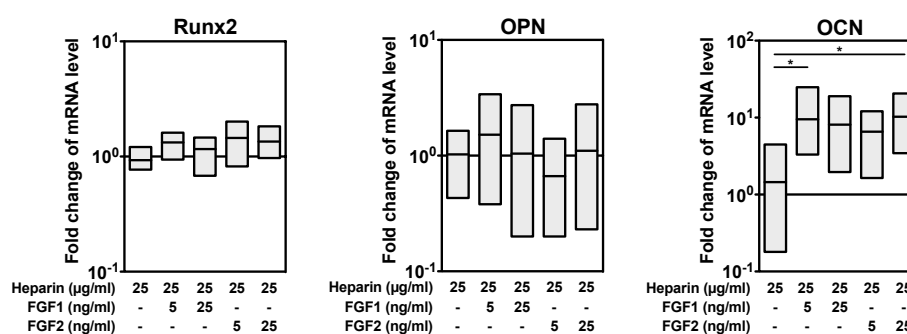 Runx2
Fold change of mRNA level
10¹
10⁰
10⁻¹
Heparin (µg/ml) 25 25 25 25 25
FGF1 (ng/ml) - 5 25 - -
FGF2 (ng/ml) - - - 5 25
OPN
Fold change of mRNA level
10¹
10⁰
10⁻¹
Heparin (µg/ml) 25 25 25 25 25
FGF1 (ng/ml) - 5 25 - -
FGF2 (ng/ml) - - - 5 25
OCN
Fold change of mRNA level
10²
10¹
10⁰
10⁻¹
*
*
Heparin (µg/ml) 25 25 25 25 25
FGF1 (ng/ml) - 5 25 - -
FGF2 (ng/ml) - - - 5 25